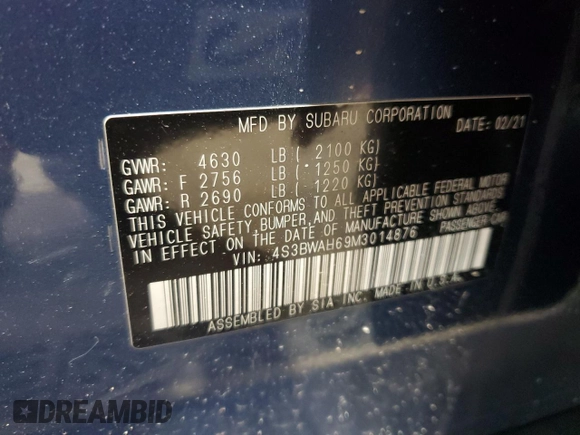 MFD BY SUBARU CORPORATION DATE: 02/21
GVWR: 4630 LB ( 2100 KG)
GAWR: F 2756 LB ( 1250 KG)
GAWR: R 2690 LB ( 1220 KG)
THIS VEHICLE CONFORMS TO ALL APPLICABLE FEDERAL MOTOR
VEHICLE SAFETY, BUMPER, AND THEFT PREVENTION STANDARDS
IN EFFECT ON THE DATE OF MANUFACTURE SHOWN ABOVE.
VIN: 4S3BWAH69M3014876 PASSENGER CAR
ASSEMBLED BY SIA INC. MADE IN U.S.A.
DREAMBID